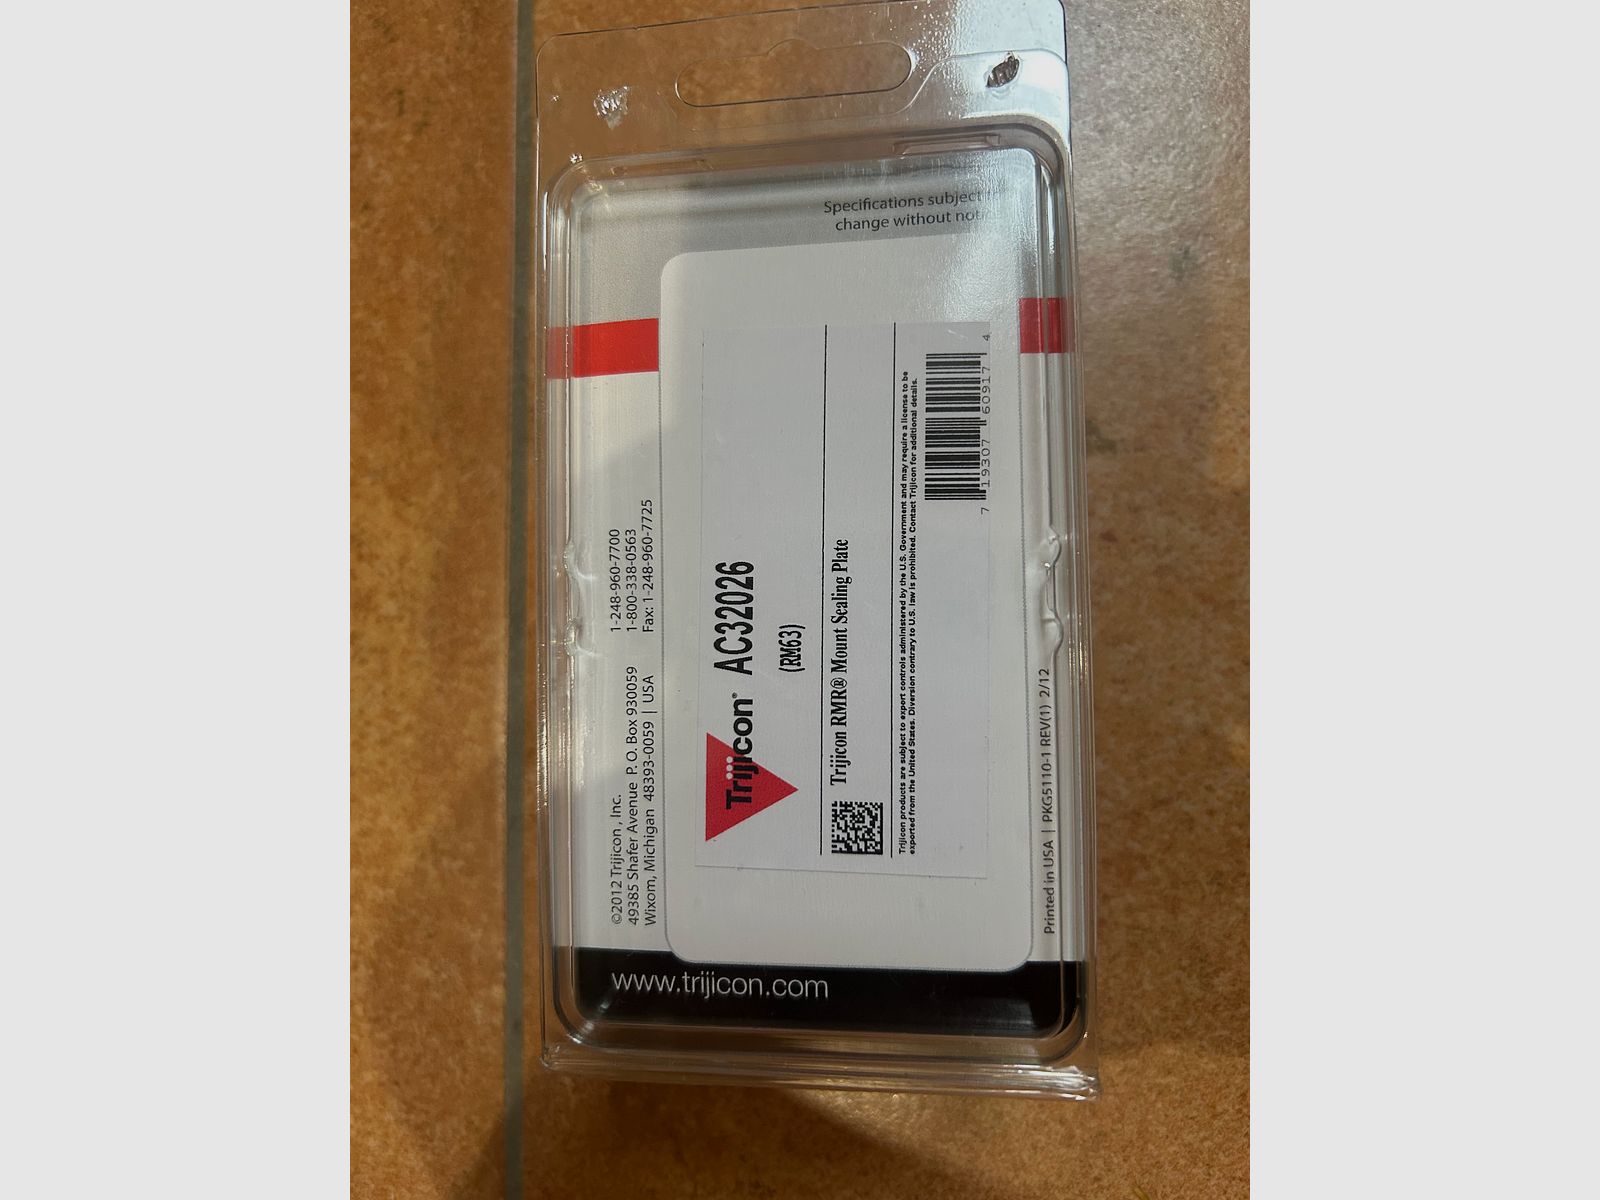 Specifications subject
change without
©2012 Trijicon, Inc.
49385 Shafer Avenue P.O. Box 930059
Wixom, Michigan 48393-0059 | USA
1-248-960-7700
1-800-338-0563
Fax: 1-248-960-7725
Trijicon® AC32026
(RM63)
Trijicon RMR® Mount Sealing Plate
Trijicon products are subject to export controls administered by the U.S. Government and may require a license to be
exported from the United States. Diversion contrary to U.S. law is prohibited. Contact Trijicon for additional details.
7 19307 60917 4
Printed in USA | PKG5110-1 REV(1) 2/12
www.trijicon.com